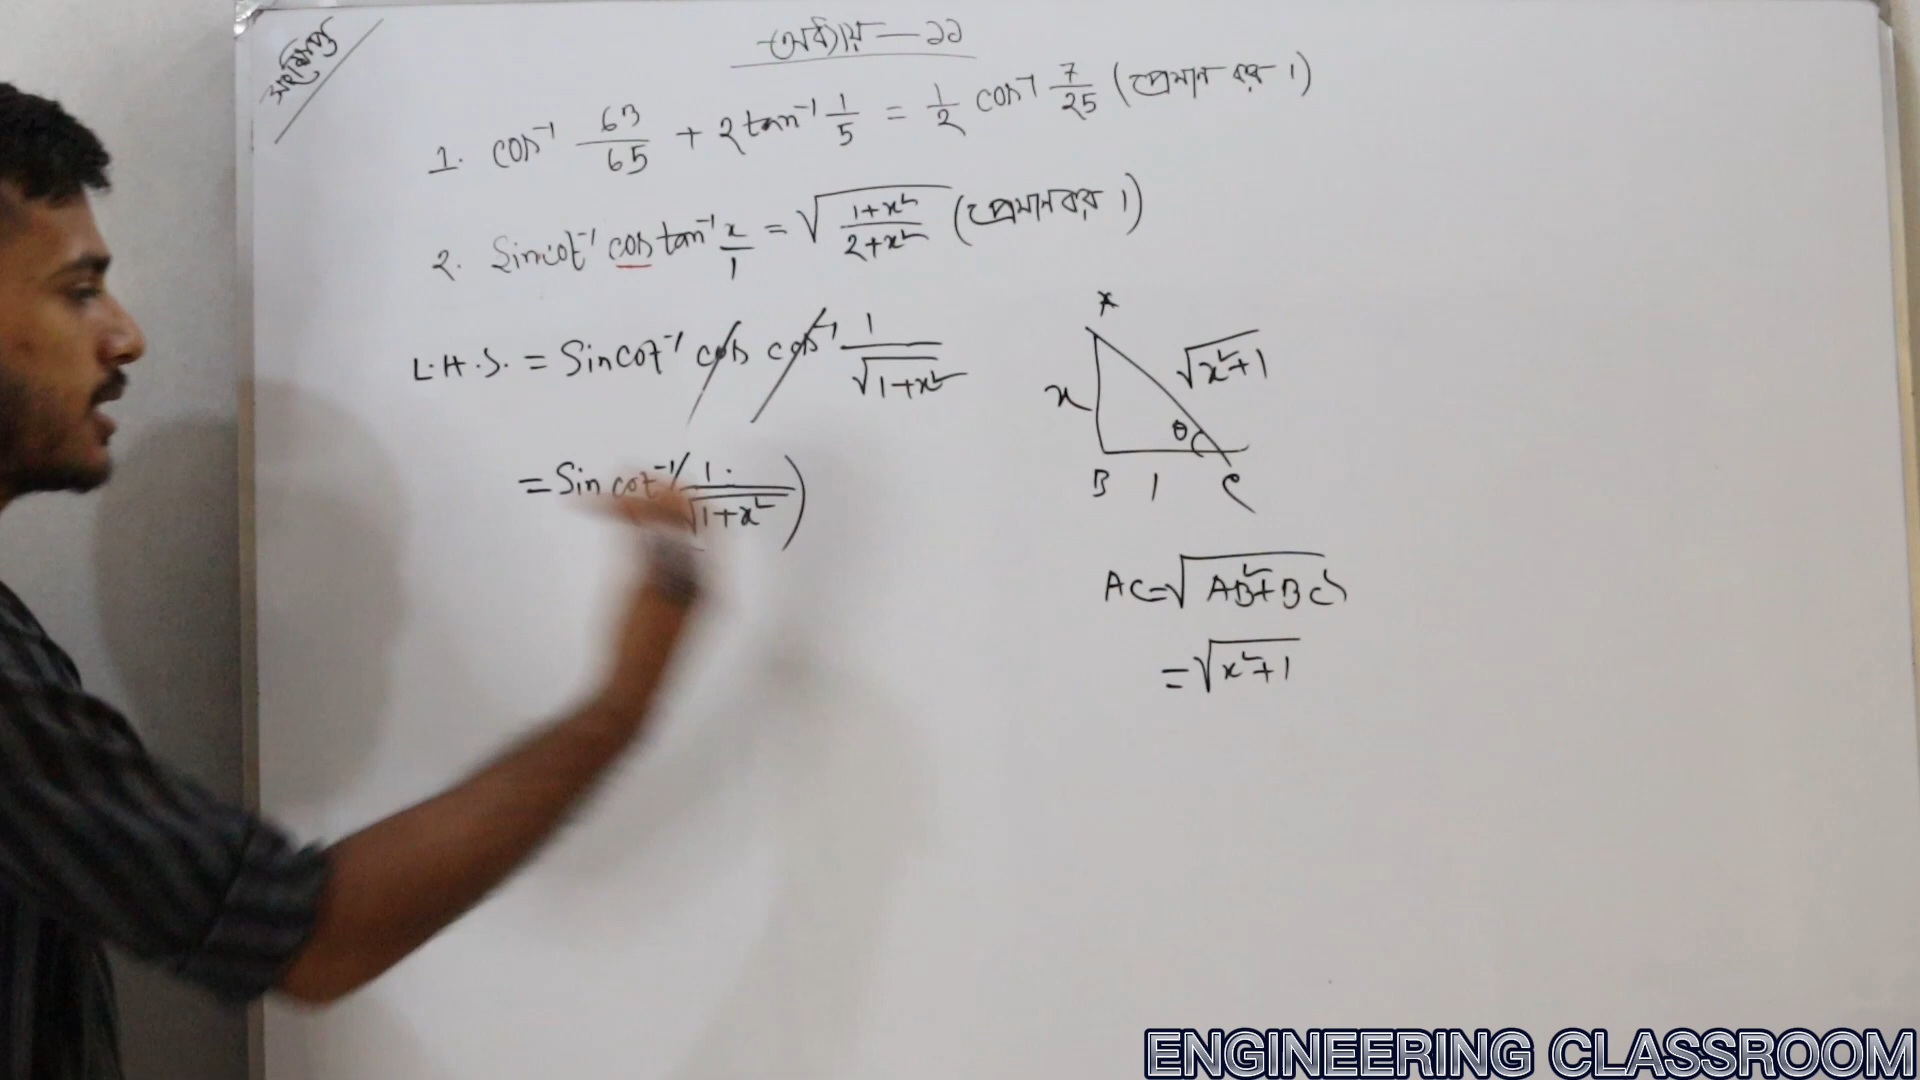 সংক্ষিপ্ত
অধ্যায় — ১১
1. cos⁻¹ 63/65 + 2 tan⁻¹ 1/5 = 1/2 cos⁻¹ 7/25 (প্রমাণ কর।)
2. Sin cot⁻¹ cos tan⁻¹ x/1 = √((1+x²)/(2+x²)) (প্রমাণ কর।)
L.H.S. = Sin cot⁻¹ cos cos⁻¹ 1/√(1+x²)
= Sin cot⁻¹ (1/√(1+x²))
x
√(x²+1)
θ
B 1 C
AC = √(AB²+BC²)
= √(x²+1)
ENGINEERING CLASSROOM